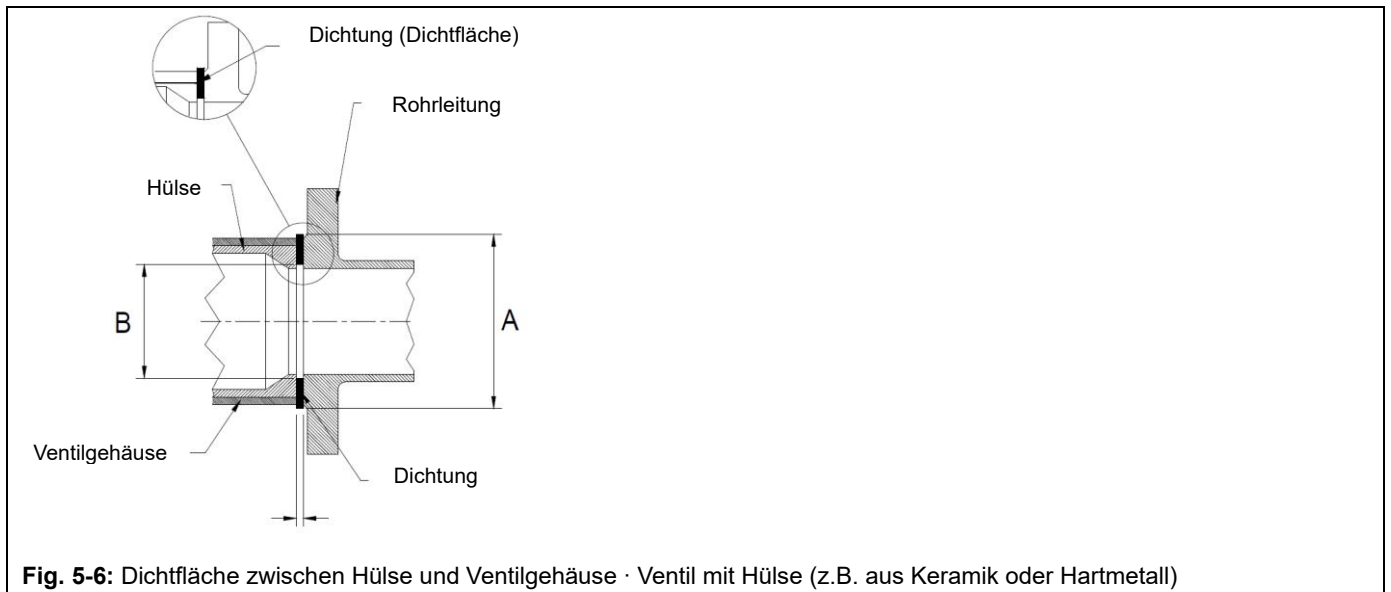 Dichtung (Dichtfläche)
Rohrleitung
Hülse
B
A
Ventilgehäuse
Dichtung
Fig. 5-6: Dichtfläche zwischen Hülse und Ventilgehäuse · Ventil mit Hülse (z.B. aus Keramik oder Hartmetall)